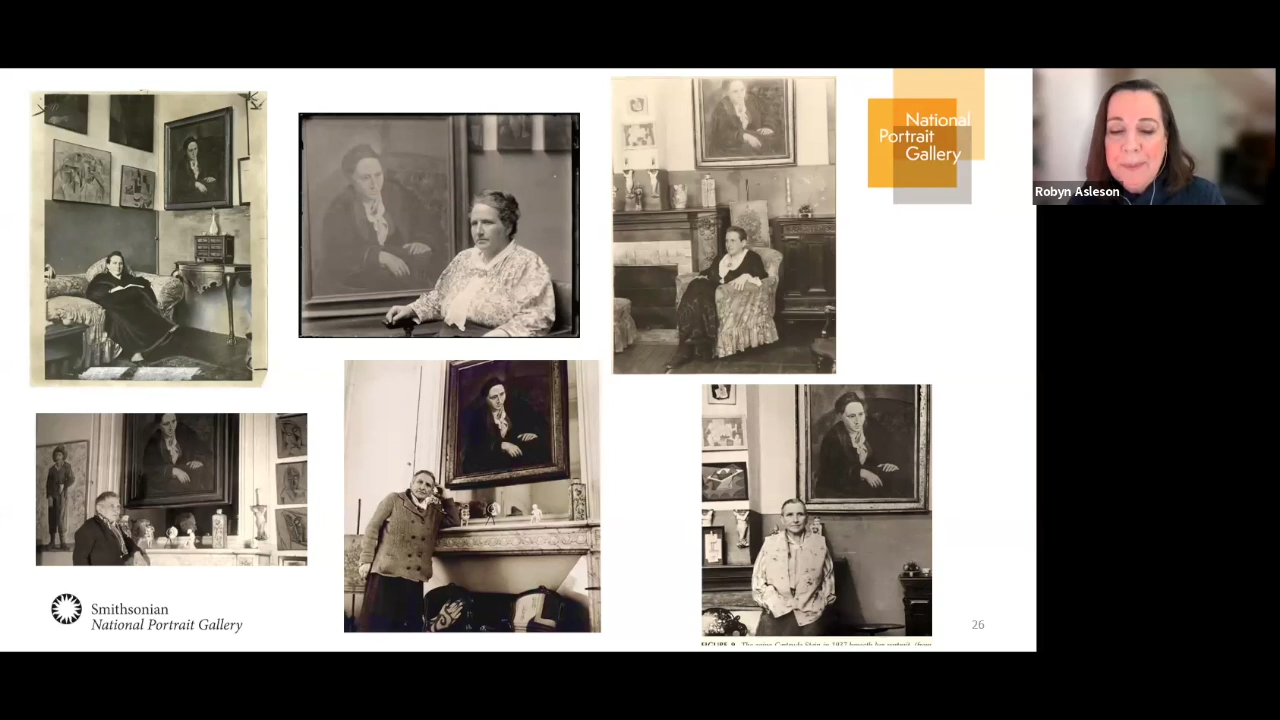 National
Portrait
Gallery
Robyn Asleson
Smithsonian
National Portrait Gallery
26